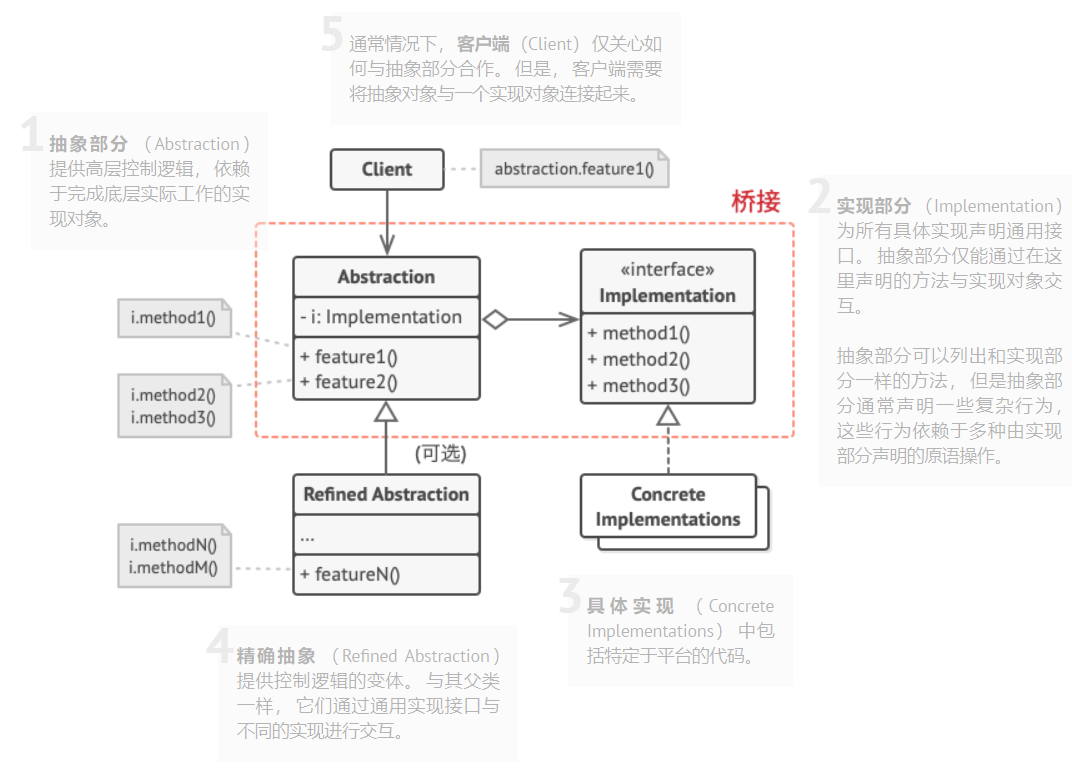 5
通常情况下，客户端（Client）仅关心如
何与抽象部分合作。但是，客户端需要
将抽象对象与一个实现对象连接起来。
1
抽象部分（Abstraction）
提供高层控制逻辑，依赖
于完成底层实际工作的实
现对象。
Client
abstraction.feature1()
桥接
2
实现部分（Implementation）
为所有具体实现声明通用接
口。抽象部分仅能通过在这
里声明的方法与实现对象交
互。
抽象部分可以列出和实现部
分一样的方法，但是抽象部
分通常声明一些复杂行为，
这些行为依赖于多种由实现
部分声明的原语操作。
Abstraction
- i: Implementation
+ feature1()
+ feature2()
«interface»
Implementation
+ method1()
+ method2()
+ method3()
i.method1()
i.method2()
i.method3()
(可选)
Refined Abstraction
...
+ featureN()
Concrete
Implementations
i.methodN()
i.methodM()
3
具体实现（Concrete
Implementations）中包
括特定于平台的代码。
4
精确抽象（Refined Abstraction）
提供控制逻辑的变体。与其父类
一样，它们通过通用实现接口与
不同的实现进行交互。